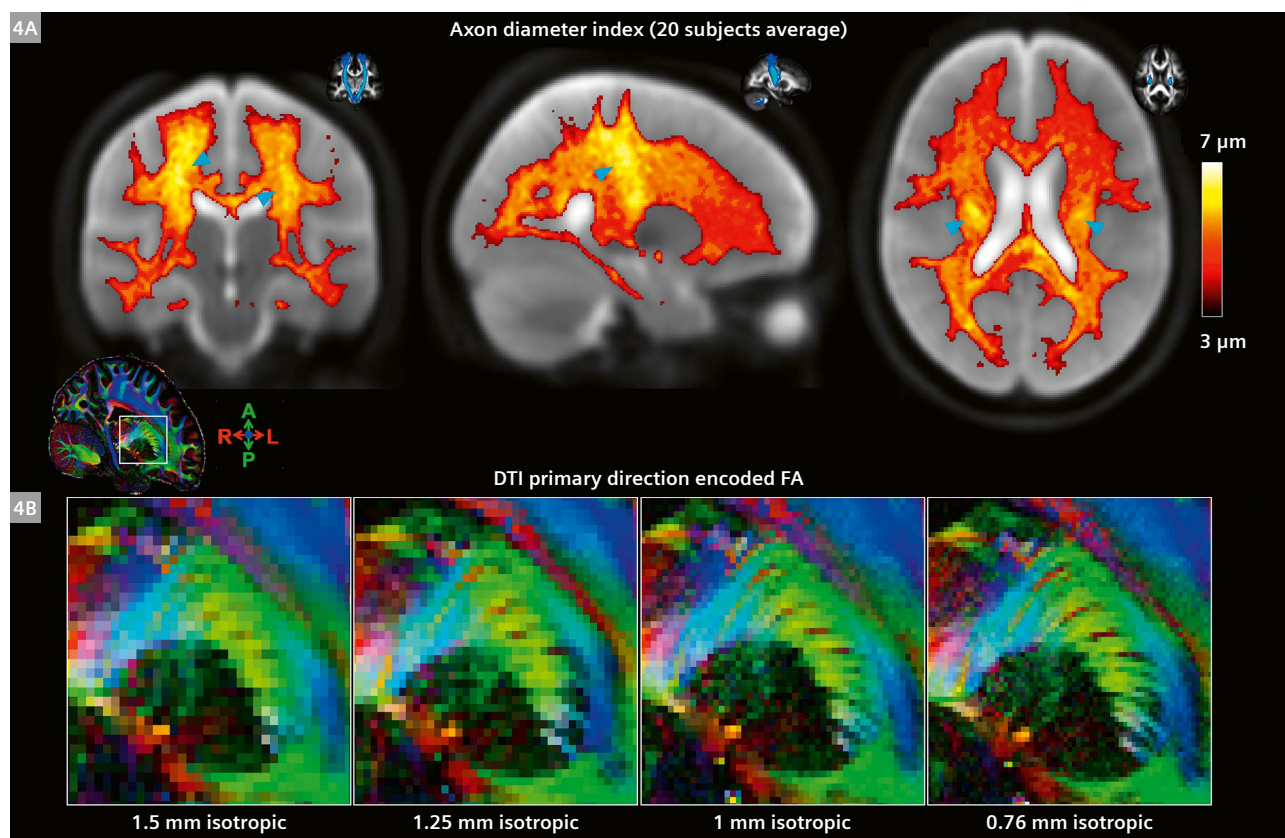 4A
Axon diameter index (20 subjects average)
7 µm
3 µm
A
R L
P
DTI primary direction encoded FA
4B
1.5 mm isotropic
1.25 mm isotropic
1 mm isotropic
0.76 mm isotropic